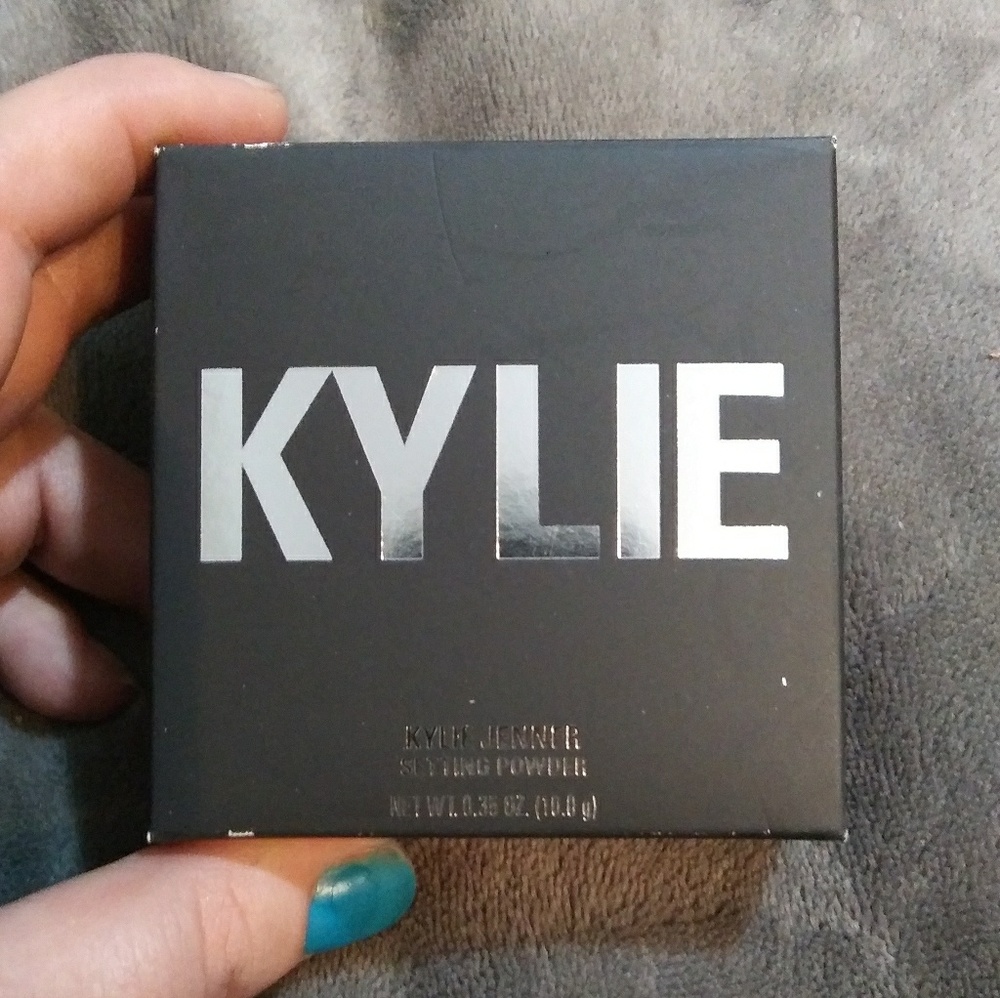 KYLIE
KYLIE JENNER
SETTING POWDER
NET WT. 0.35 OZ. (10.0 g)